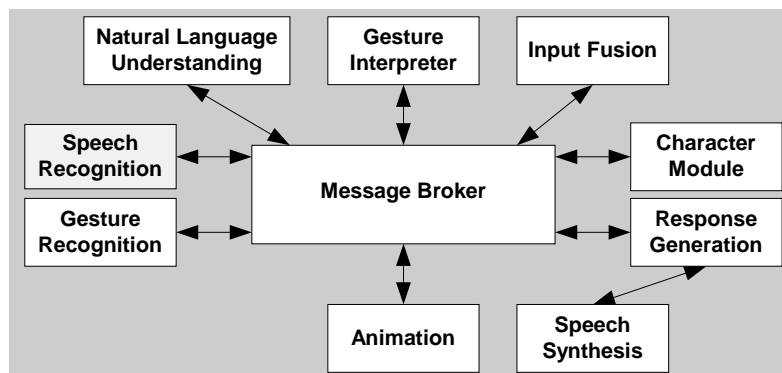 Natural Language
Understanding
Gesture
Interpreter
Input Fusion
Speech
Recognition
Message Broker
Character
Module
Gesture
Recognition
Response
Generation
Animation
Speech
Synthesis